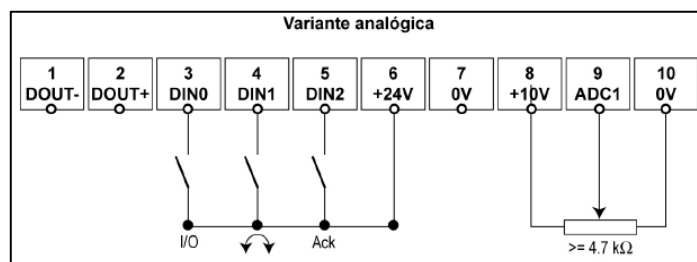 Variante analógica
1 2 3 4 5 6 7 8 9 10
DOUT- DOUT+ DIN0 DIN1 DIN2 +24V 0V +10V ADC1 0V
I/O Ack
>= 4.7 kΩ